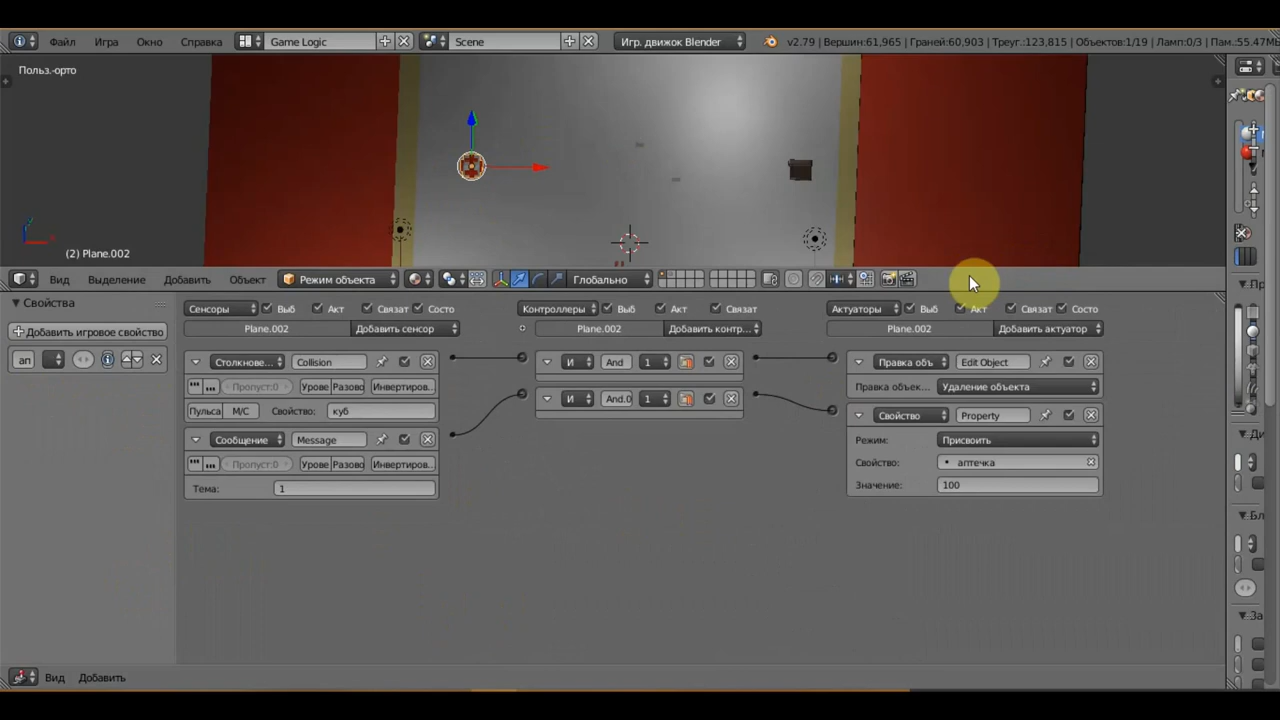 Файл Игра Окно Справка Game Logic Scene Игр. движок Blender v2.79 | Вершин:61,965 | Граней:60,903 | Треуг.:123,815 | Объектов:1/19 | Ламп:0/3 | Пам.:55.47МБ
Польз.-орто
(2) Plane.002
Вид Выделение Добавить Объект Режим объекта Глобально
Свойства
Добавить игровое свойство
ап
Сенсоры Выб Акт Связат Состо Контроллеры Выб Акт Связат Актуаторы Выб Акт Связат Состо
Plane.002 Добавить сенсор Plane.002 Добавить контр... Plane.002 Добавить актуатор
Столкнове... Collision И And 1 Правка объ Edit Object
Пропуст:0 Урове Разово Инвертиров.. Правка объек... Удаление объекта
Пульса М/С Свойство: куб И And.0 1 Свойство Property
Сообщение Message Режим: Присвоить
Пропуст:0 Урове Разово Инвертиров.. Свойство: аптечка
Тема: 1 Значение: 100
Вид Добавить